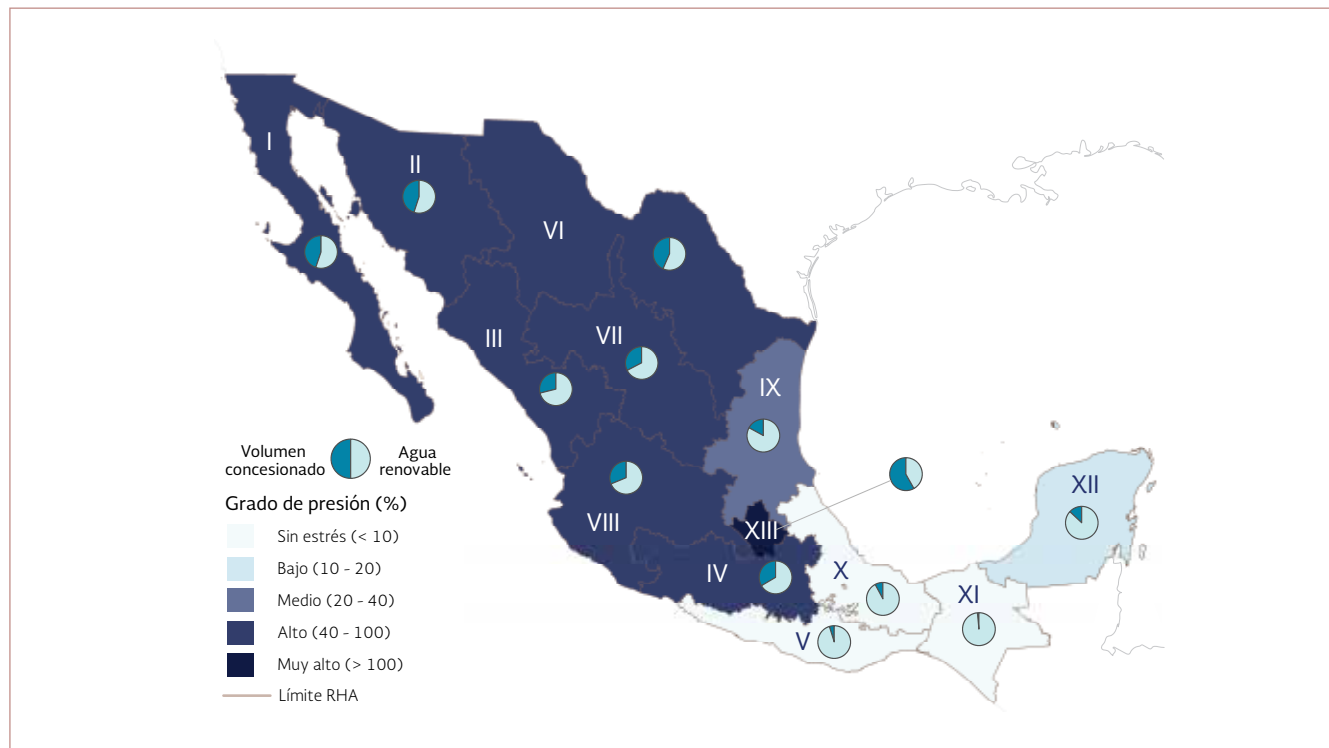 I
II
VI
III
VII
IX
Volumen
concesionado
Agua
renovable
XII
Grado de presión (%)
VIII
XIII
Sin estrés (< 10)
Bajo (10 - 20)
IV
X
XI
Medio (20 - 40)
Alto (40 - 100)
V
Muy alto (> 100)
Límite RHA